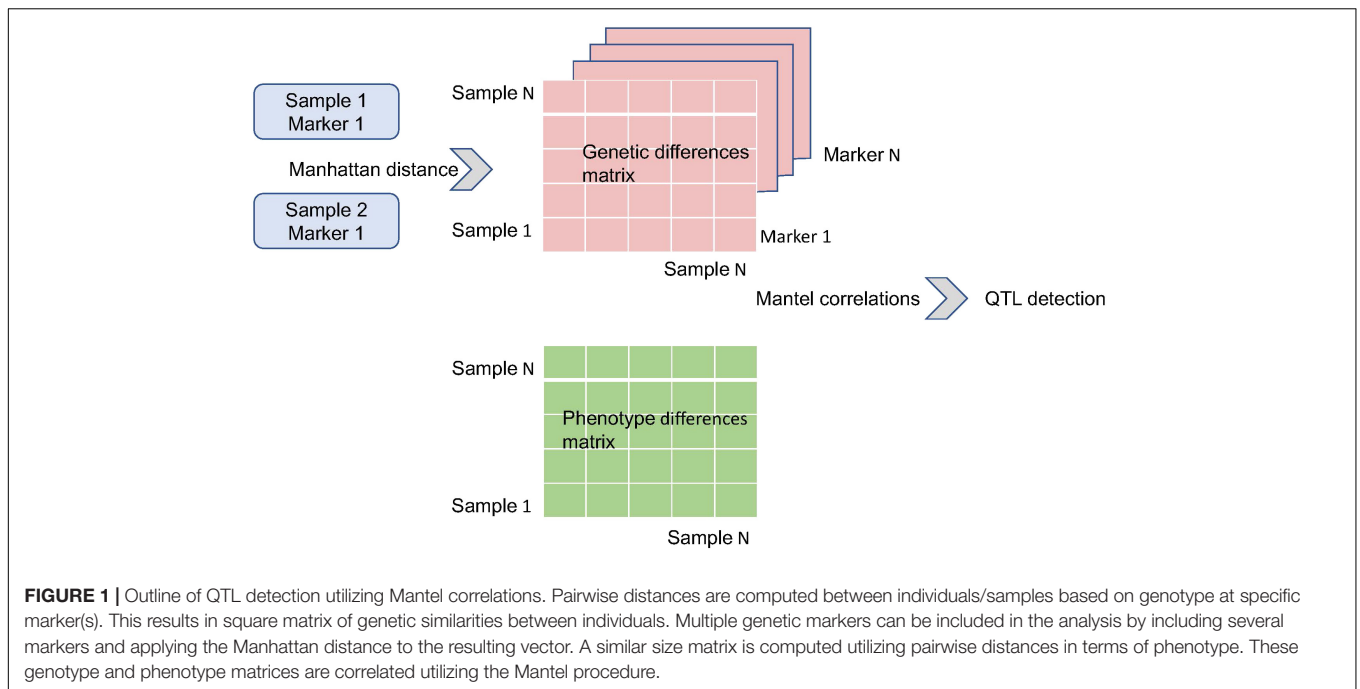 Sample 1
Marker 1
Manhattan distance
Sample 2
Marker 1
Sample N
Genetic differences
matrix
Sample 1
Sample N
Marker 1
Marker N
Mantel correlations
QTL detection
Sample N
Phenotype differences
matrix
Sample 1
Sample N
FIGURE 1 | Outline of QTL detection utilizing Mantel correlations. Pairwise distances are computed between individuals/samples based on genotype at specific
marker(s). This results in square matrix of genetic similarities between individuals. Multiple genetic markers can be included in the analysis by including several
markers and applying the Manhattan distance to the resulting vector. A similar size matrix is computed utilizing pairwise distances in terms of phenotype. These
genotype and phenotype matrices are correlated utilizing the Mantel procedure.